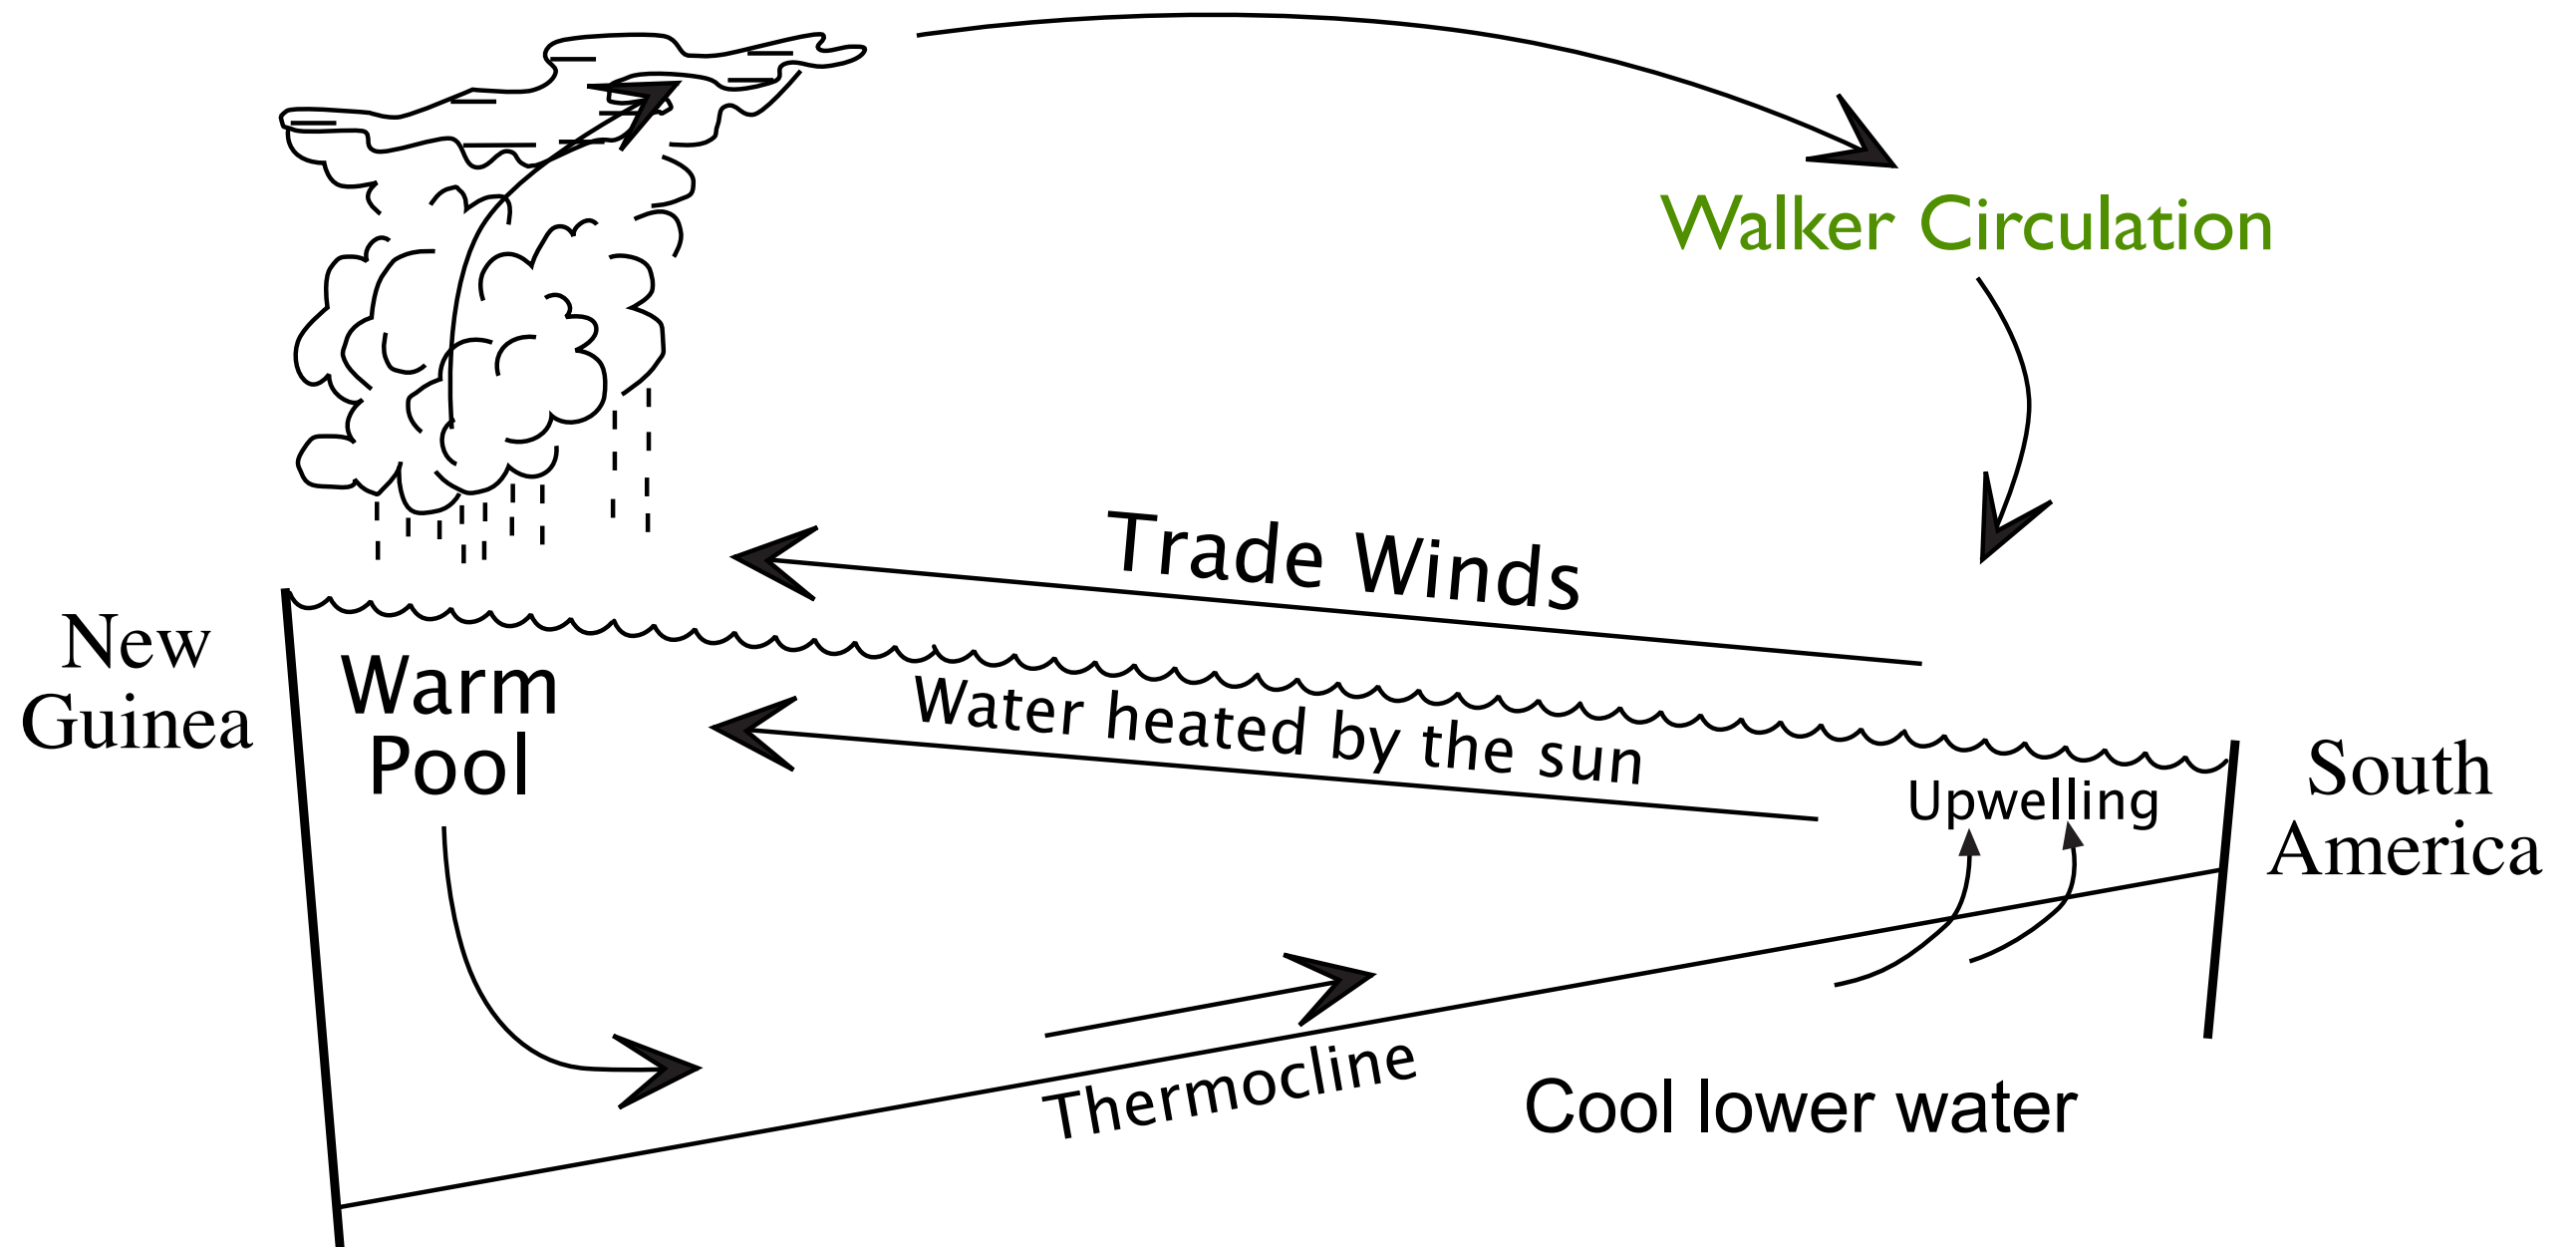 Walker Circulation
Trade Winds
New
Guinea
Warm
Pool
Water heated by the sun
Upwelling
South
America
Thermocline
Cool lower water